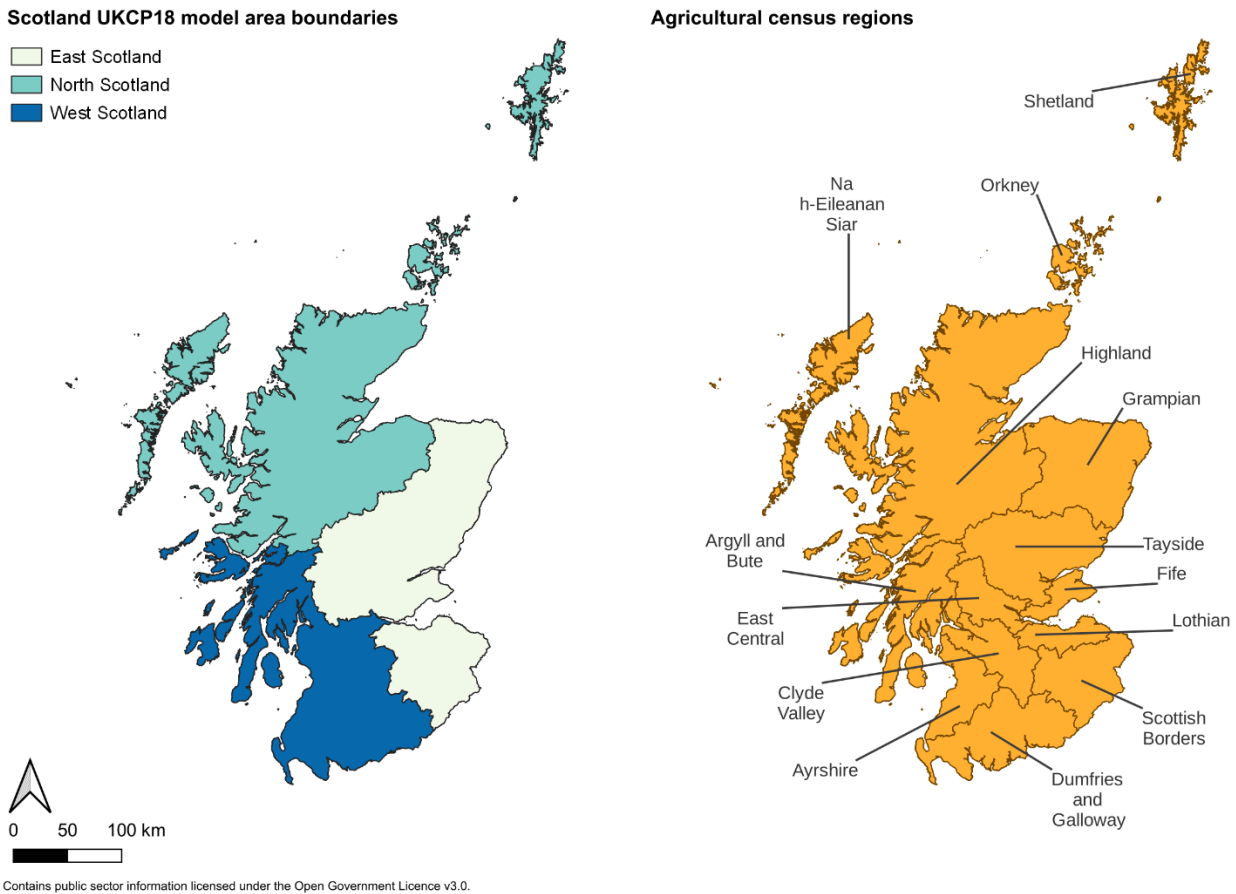 Scotland UKCP18 model area boundaries
East Scotland
North Scotland
West Scotland
0 50 100 km
Agricultural census regions
Shetland
Orkney
Na
h-Eileanan
Siar
Highland
Grampian
Argyll and
Bute
Tayside
Fife
East
Central
Lothian
Clyde
Valley
Scottish
Borders
Ayrshire
Dumfries
and
Galloway
Contains public sector information licensed under the Open Government Licence v3.0.